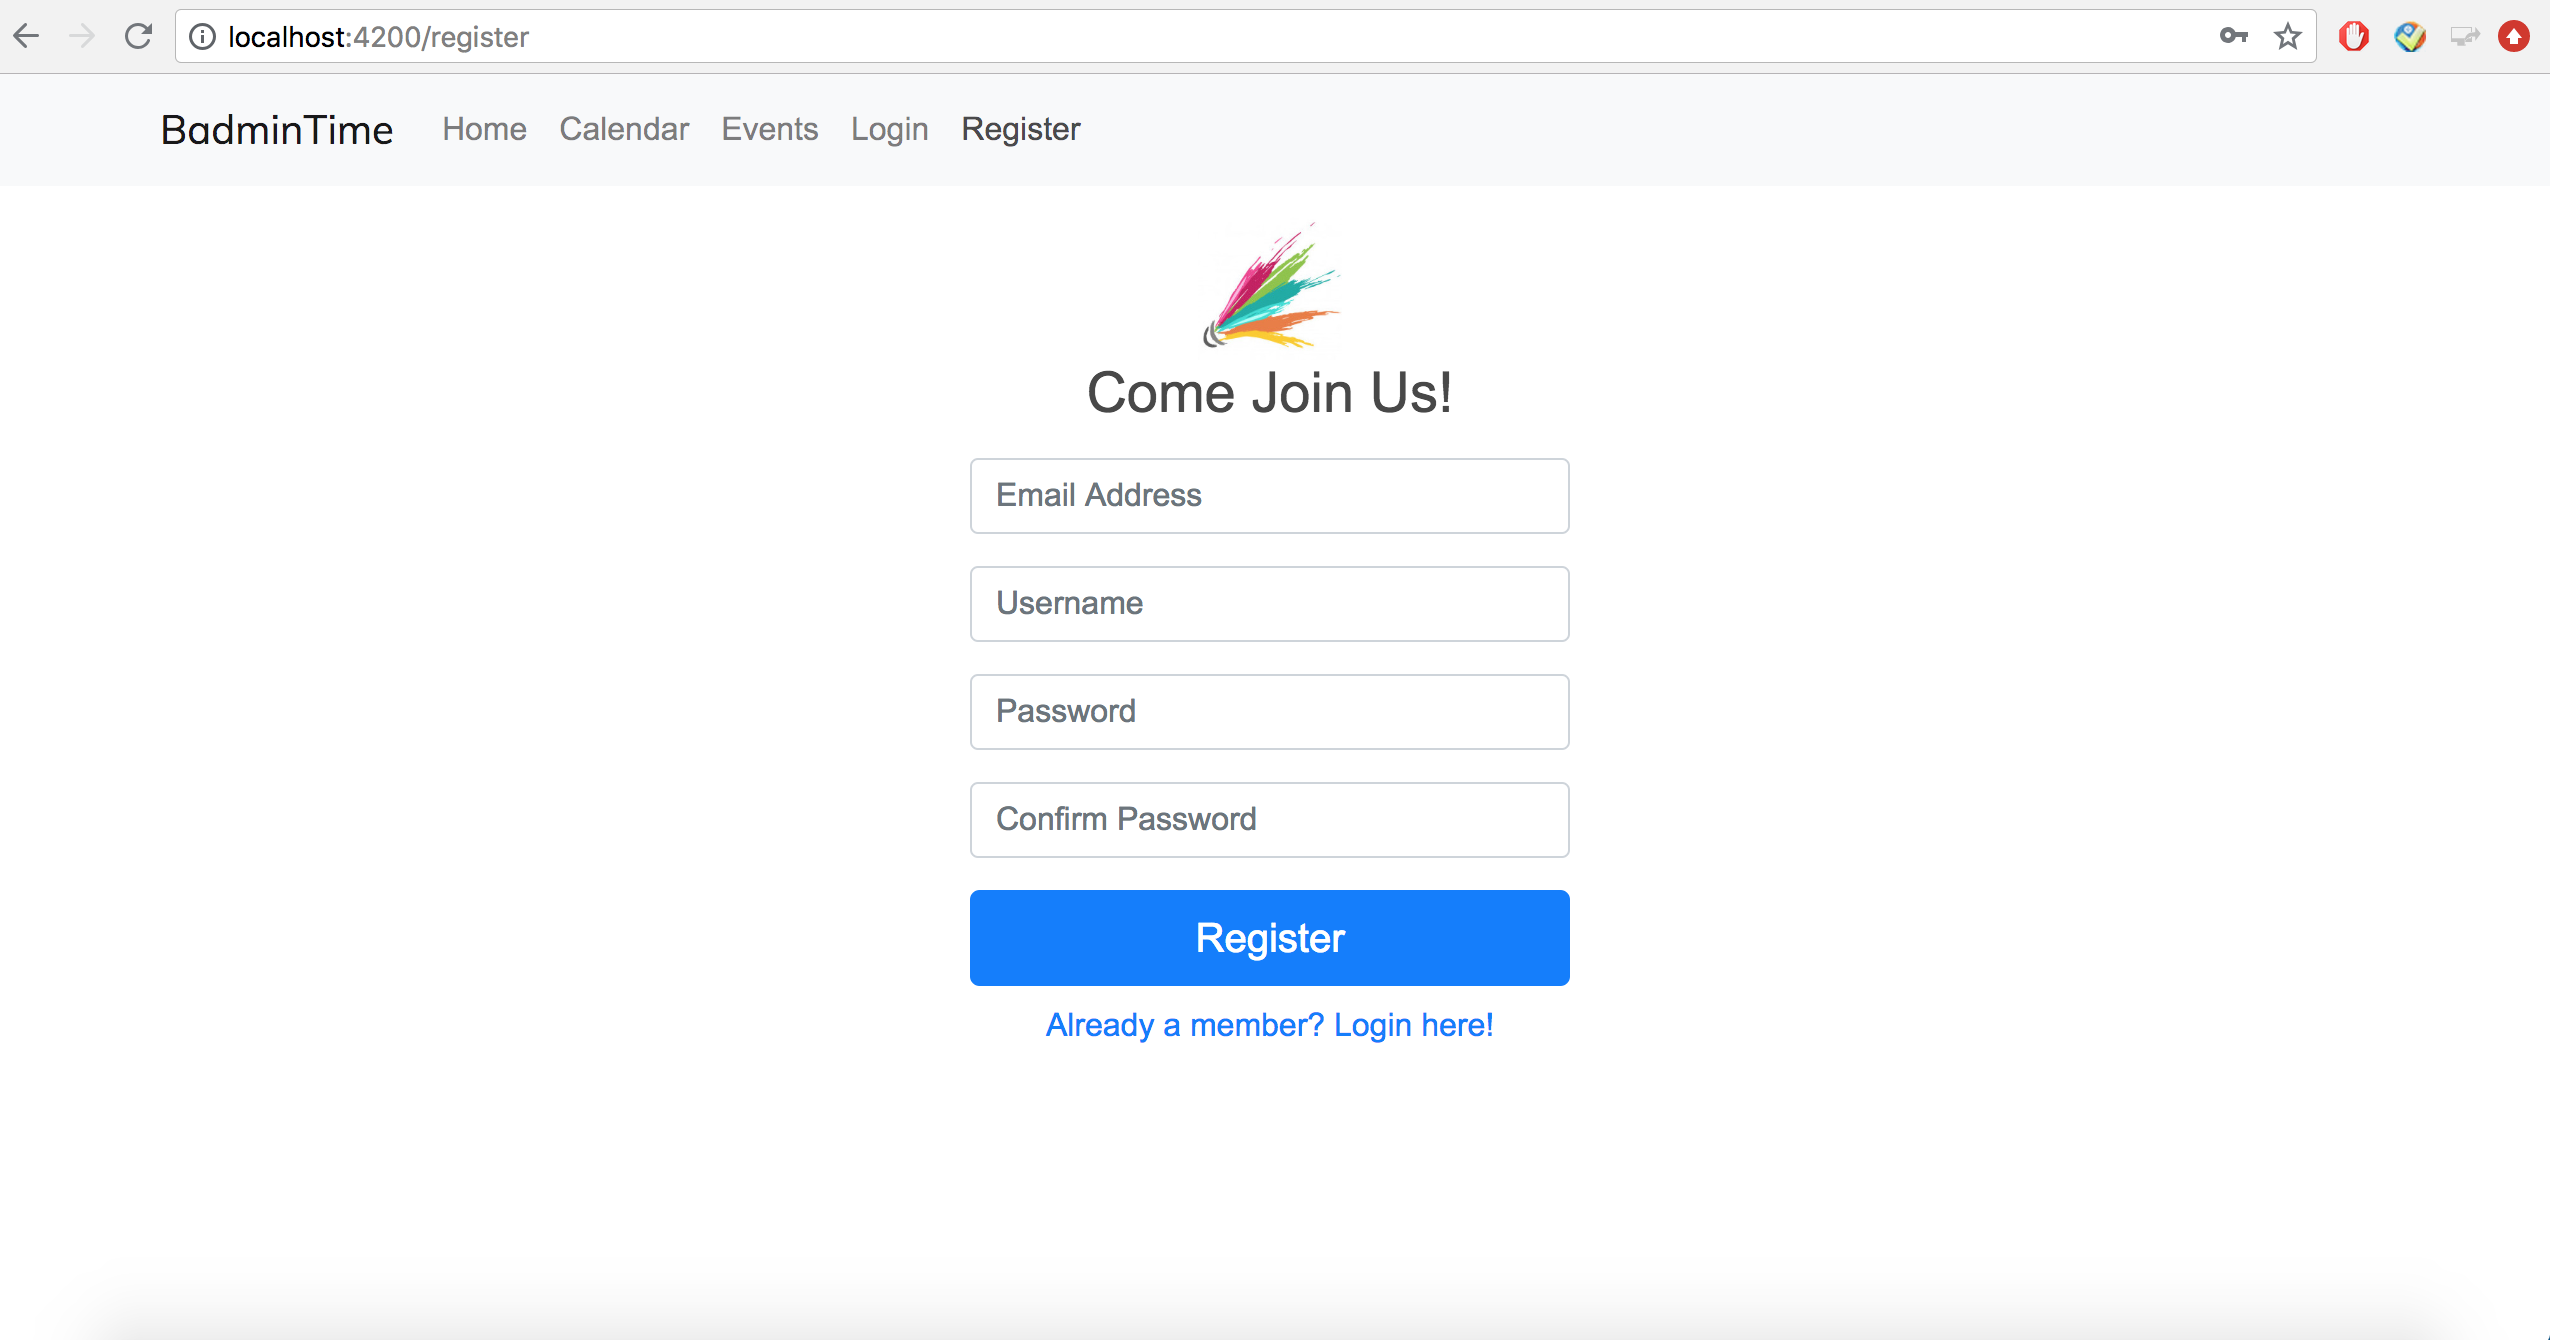 localhost:4200/register
BadminTime Home Calendar Events Login Register
Come Join Us!
Email Address
Username
Password
Confirm Password
Register
Already a member? Login here!